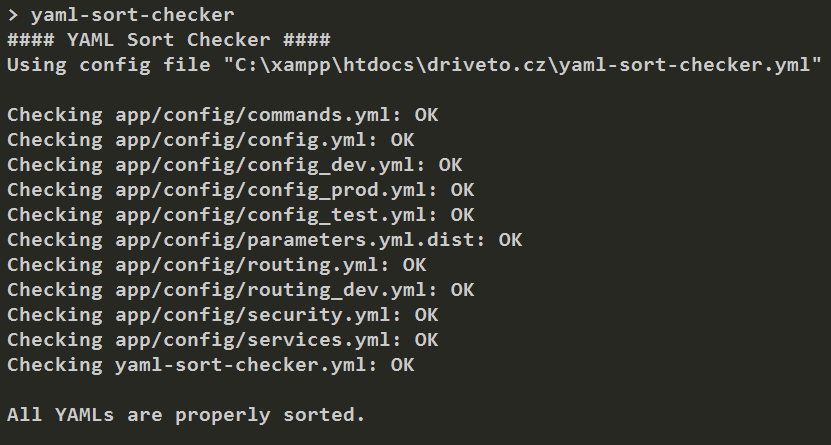 > yaml-sort-checker
#### YAML Sort Checker ####
Using config file "C:\xampp\htdocs\driveto.cz\yaml-sort-checker.yml"
Checking app/config/commands.yml: OK
Checking app/config/config.yml: OK
Checking app/config/config_dev.yml: OK
Checking app/config/config_prod.yml: OK
Checking app/config/config_test.yml: OK
Checking app/config/parameters.yml.dist: OK
Checking app/config/routing.yml: OK
Checking app/config/routing_dev.yml: OK
Checking app/config/security.yml: OK
Checking app/config/services.yml: OK
Checking yaml-sort-checker.yml: OK
All YAMLs are properly sorted.